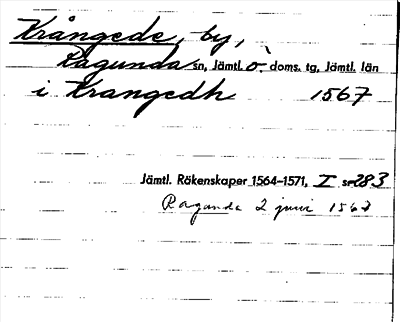 Krångede, by,
Ragunda sn, Jämtl. ö. doms. tg, Jämtl. län
i Krangedh 1567
Jämtl. Räkenskaper 1564–1571, I s. 283
Ragunda 2 juni 1567